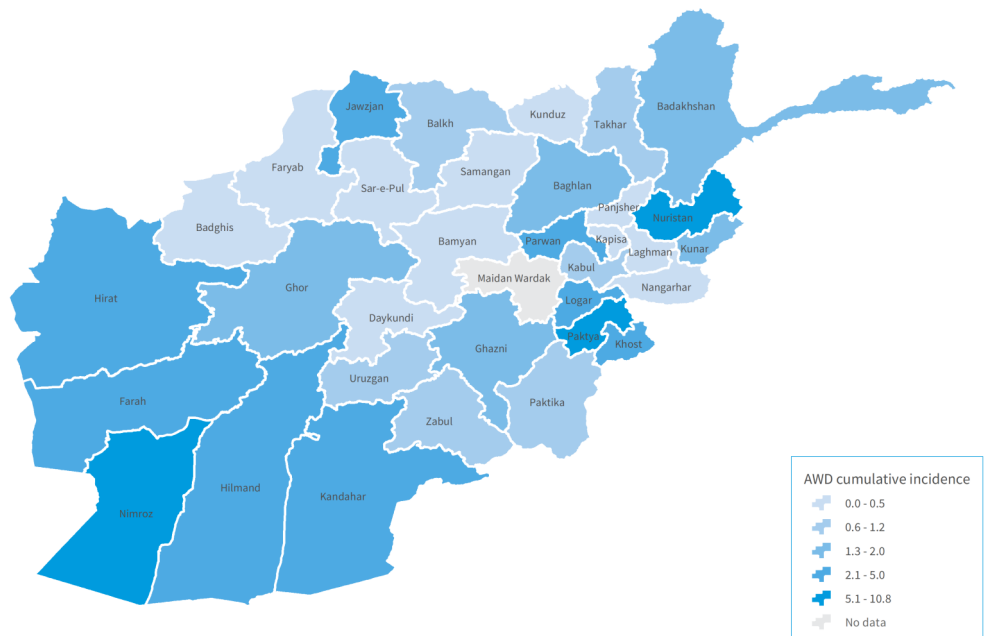 Jawzjan
Balkh
Kunduz
Takhar
Badakhshan
Faryab
Sar-e-Pul
Samangan
Baghlan
Panjsher
Nuristan
Badghis
Bamyan
Parwan
Kapisa
Laghman
Kunar
Kabul
Maidan Wardak
Nangarhar
Hirat
Ghor
Logar
Daykundi
Paktya
Khost
Ghazni
Uruzgan
Farah
Paktika
Zabul
Hilmand
Kandahar
Nimroz
AWD cumulative incidence
0.0 - 0.5
0.6 - 1.2
1.3 - 2.0
2.1 - 5.0
5.1 - 10.8
No data